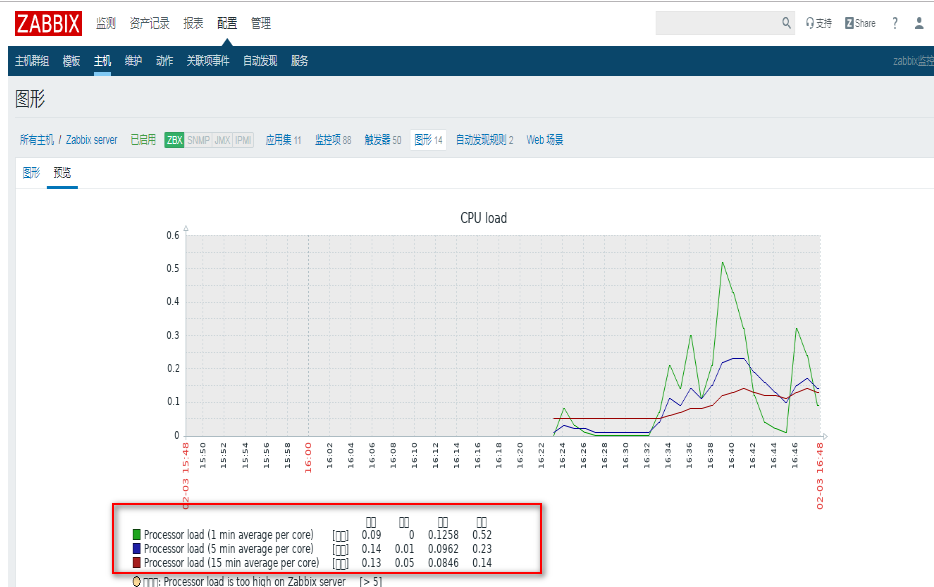 ZABBIX 监测 资产记录 报表 配置 管理 支持 Share ?
主机群组 模板 主机 维护 动作 关联项事件 自动发现 服务 zabbix监控
图形
所有主机 / Zabbix server 已启用 ZBX SNMP JMX IPMI 应用集 11 监控项 88 触发器 50 图形 14 自动发现规则 2 Web 场景
图形 预览
CPU load
0.6
0.5
0.4
0.3
0.2
0.1
0
02-03 15:48 15:50 15:52 15:54 15:56 15:58 16:00 16:02 16:04 16:06 16:08 16:10 16:12 16:14 16:16 16:18 16:20 16:22 16:24 16:26 16:28 16:30 16:32 16:34 16:36 16:38 16:40 16:42 16:44 16:46 02-03 16:48
Processor load (1 min average per core) [□□] 0.09 0 0.1258 0.52
Processor load (5 min average per core) [□□] 0.14 0.01 0.0962 0.23
Processor load (15 min average per core) [□□] 0.13 0.05 0.0846 0.14
□□□: Processor load is too high on Zabbix server [> 5]